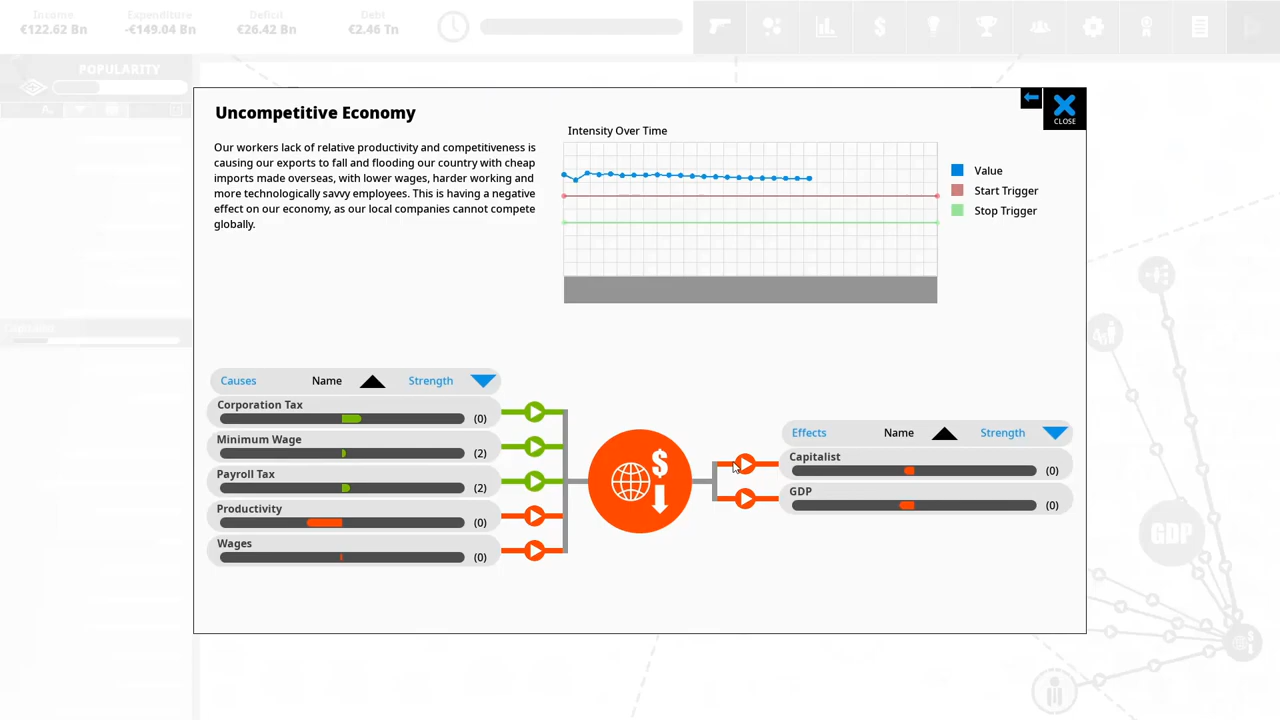 Income
Expenditure
Deficit
Debt
€122.62 Bn
-€149.04 Bn
€26.42 Bn
€2.46 Tn
POPULARITY
Uncompetitive Economy
CLOSE
Our workers lack of relative productivity and competitiveness is
causing our exports to fall and flooding our country with cheap
imports made overseas, with lower wages, harder working and
more technologically savvy employees. This is having a negative
effect on our economy, as our local companies cannot compete
globally.
Intensity Over Time
Value
Start Trigger
Stop Trigger
Capitalist
Causes Name Strength
Corporation Tax
(0)
Minimum Wage
(2)
Payroll Tax
(2)
Productivity
(0)
Wages
(0)
$
Effects Name Strength
Capitalist
(0)
GDP
(0)
GDP